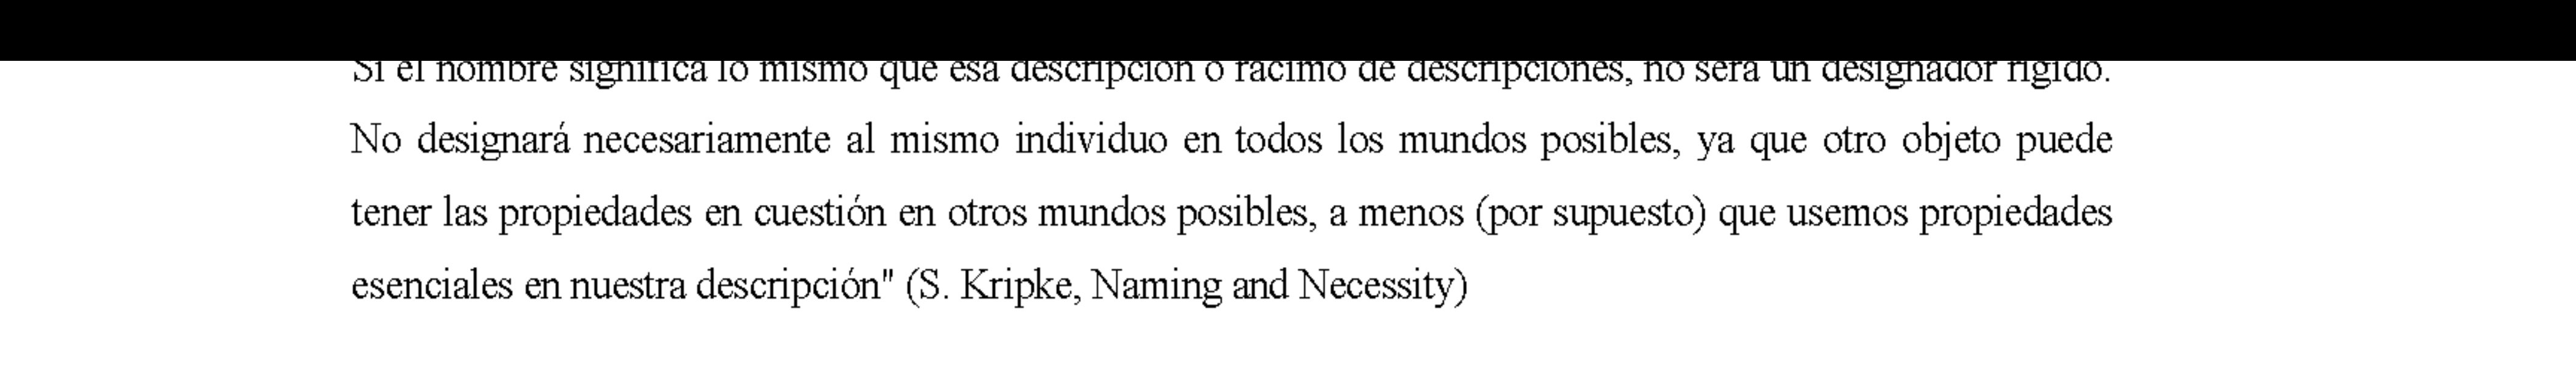 Si el nombre significa lo mismo que esa descripción o racimo de descripciones, no será un designador rígido.
No designará necesariamente al mismo individuo en todos los mundos posibles, ya que otro objeto puede
tener las propiedades en cuestión en otros mundos posibles, a menos (por supuesto) que usemos propiedades
esenciales en nuestra descripción" (S. Kripke, Naming and Necessity)